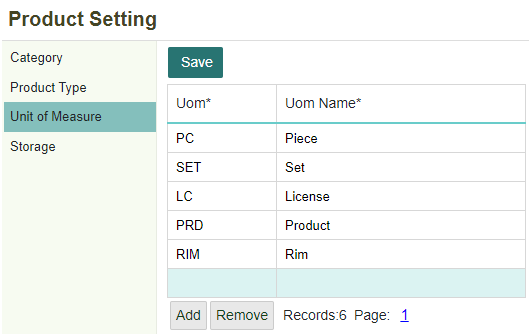 Product Setting
Category
Product Type
Unit of Measure
Storage
Save
Uom* Uom Name*
PC Piece
SET Set
LC License
PRD Product
RIM Rim
Add Remove Records:6 Page: 1